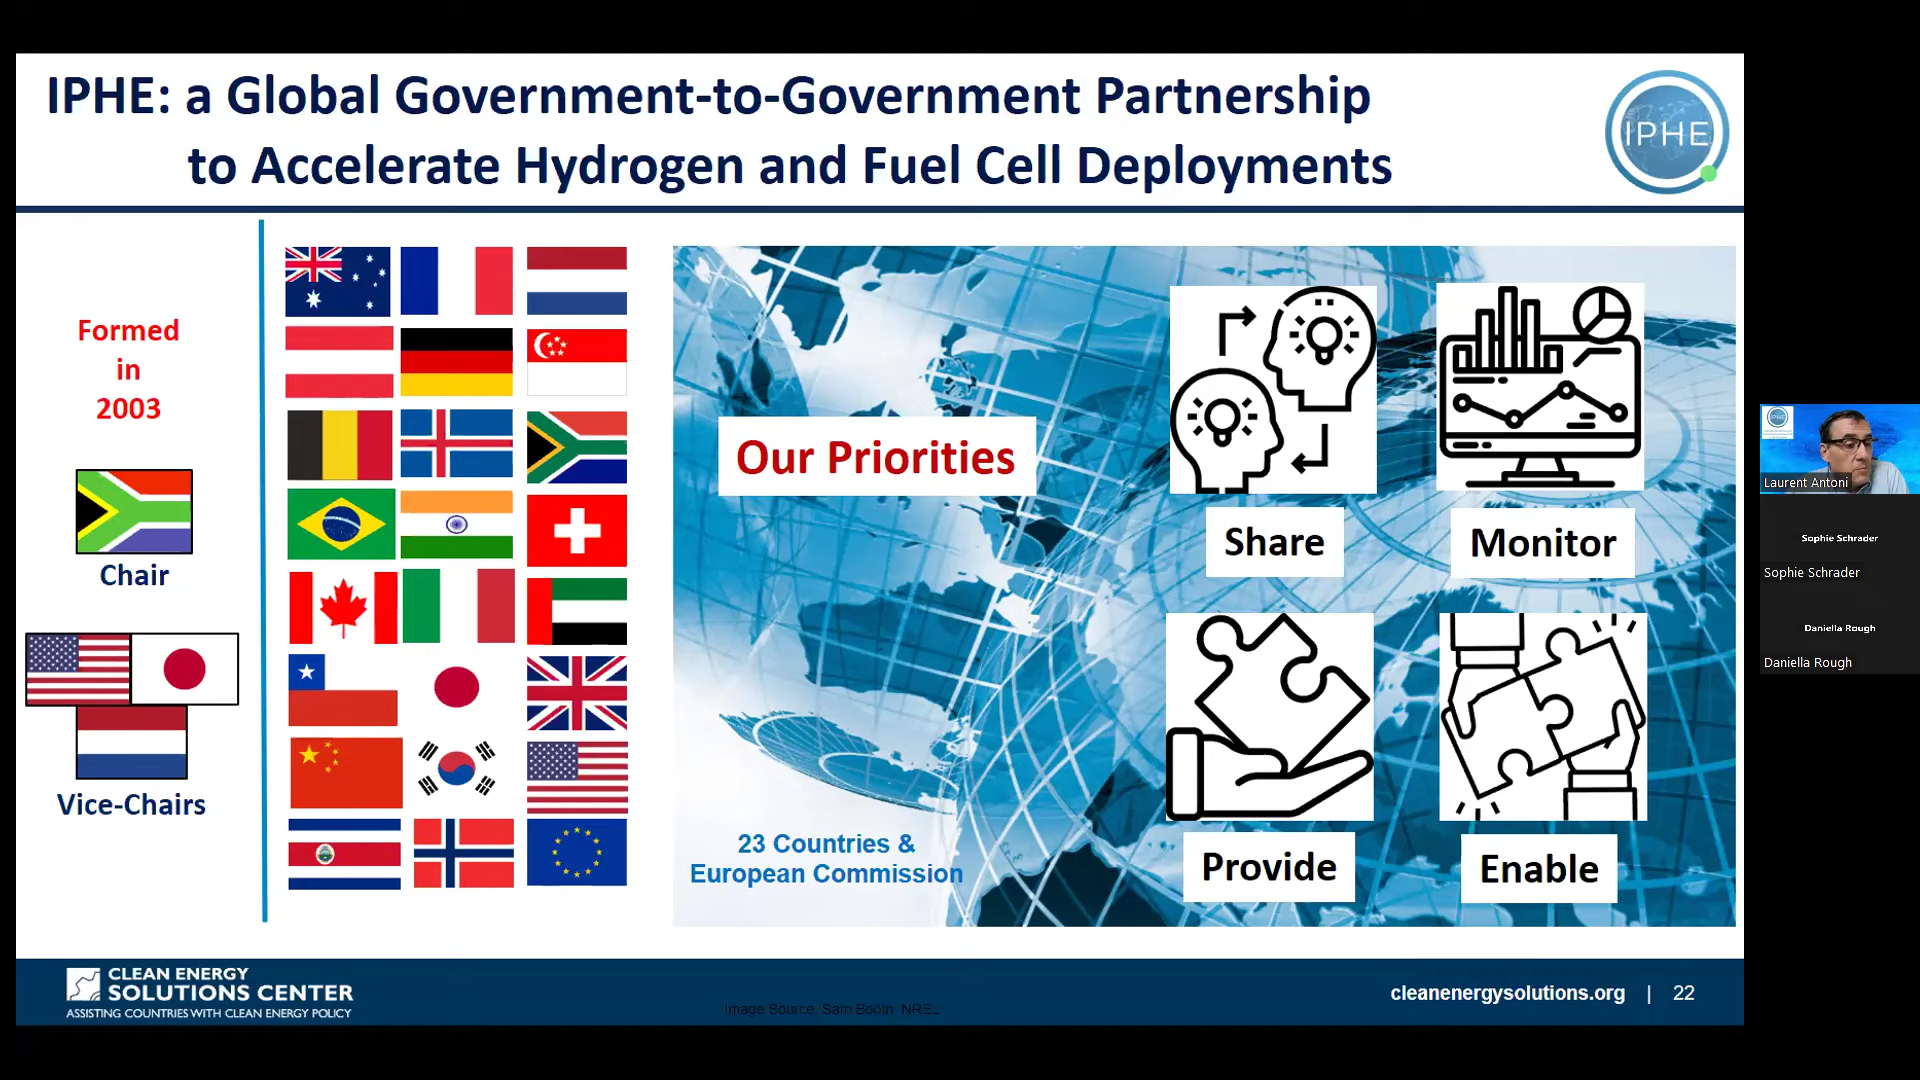 IPHE: a Global Government-to-Government Partnership
to Accelerate Hydrogen and Fuel Cell Deployments
IPHE
Formed
in
2003
Chair
Vice-Chairs
Our Priorities
Share
Monitor
Provide
Enable
23 Countries &
European Commission
CLEAN ENERGY
SOLUTIONS CENTER
ASSISTING COUNTRIES WITH CLEAN ENERGY POLICY
Image Source: Sam Booth, NREL
cleanenergysolutions.org | 22
IPHE
Laurent Antoni
Sophie Schrader
Sophie Schrader
Daniella Rough
Daniella Rough